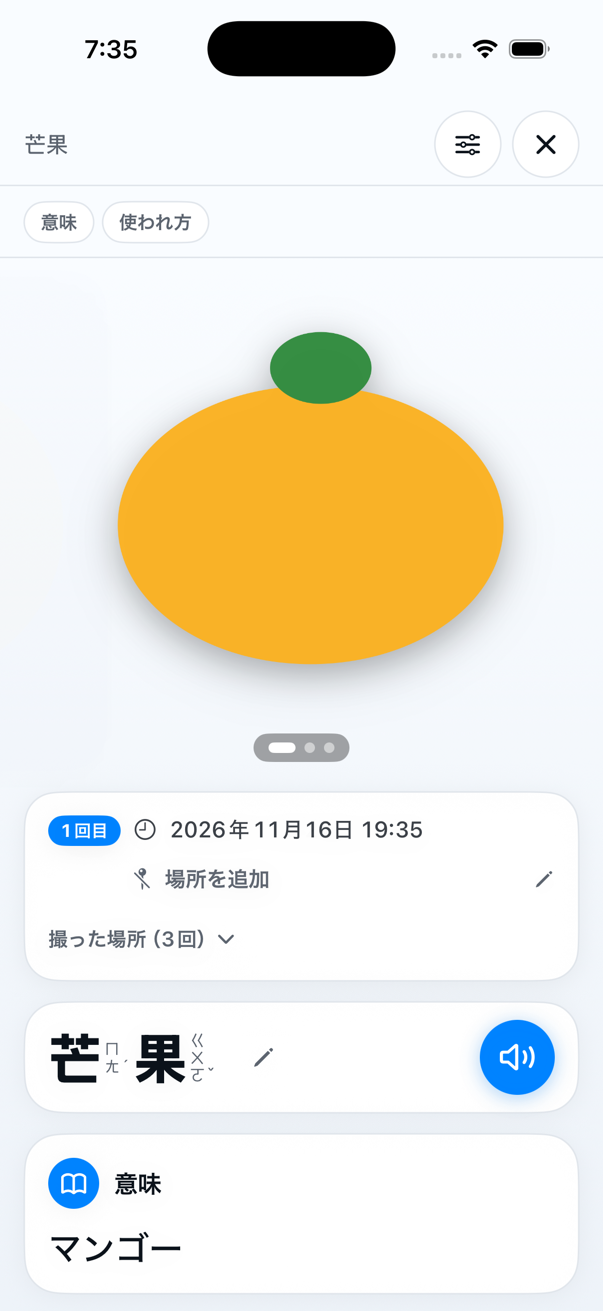 7:35
芒果
意味 使われ方
1回目 2026年11月16日 19:35
場所を追加
撮った場所 (3回)
芒ㄇㄤˊ果ㄍㄨㄛˇ
意味
マンゴー